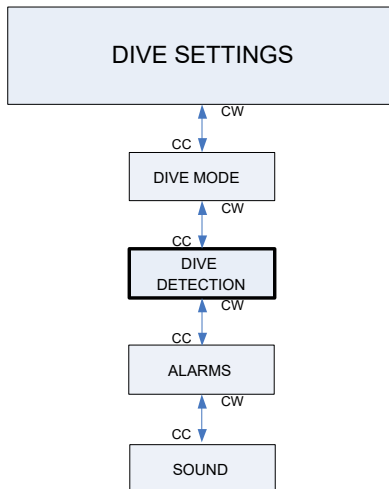 DIVE SETTINGS
CW
CC
DIVE MODE
CW
CC
DIVE
DETECTION
CW
CC
ALARMS
CW
CC
SOUND